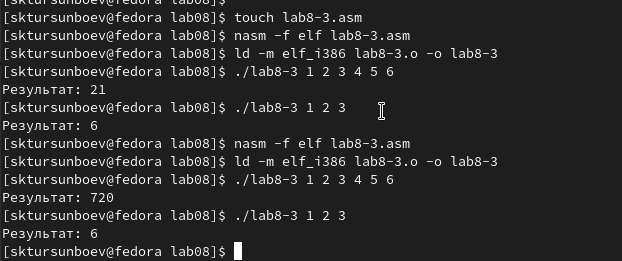 [sktursunboev@fedora lab08]$
[sktursunboev@fedora lab08]$ touch lab8-3.asm
[sktursunboev@fedora lab08]$ nasm -f elf lab8-3.asm
[sktursunboev@fedora lab08]$ ld -m elf_i386 lab8-3.o -o lab8-3
[sktursunboev@fedora lab08]$ ./lab8-3 1 2 3 4 5 6
Результат: 21
[sktursunboev@fedora lab08]$ ./lab8-3 1 2 3
Результат: 6
[sktursunboev@fedora lab08]$ nasm -f elf lab8-3.asm
[sktursunboev@fedora lab08]$ ld -m elf_i386 lab8-3.o -o lab8-3
[sktursunboev@fedora lab08]$ ./lab8-3 1 2 3 4 5 6
Результат: 720
[sktursunboev@fedora lab08]$ ./lab8-3 1 2 3
Результат: 6
[sktursunboev@fedora lab08]$